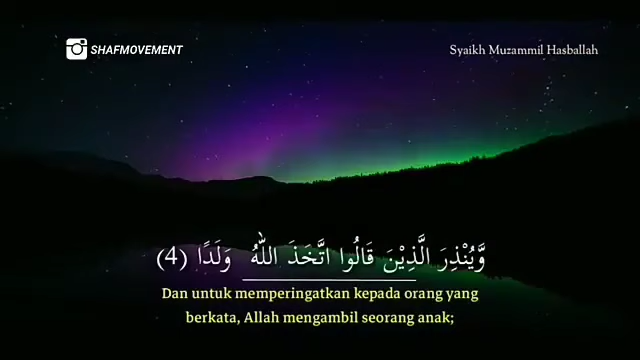 SHAFMOVEMENT
Syaikh Muzammil Hasballah
وَّيُنْذِرَ الَّذِيْنَ قَالُوا اتَّخَذَ اللّٰهُ وَلَدًا (4)
Dan untuk memperingatkan kepada orang yang
berkata, Allah mengambil seorang anak;